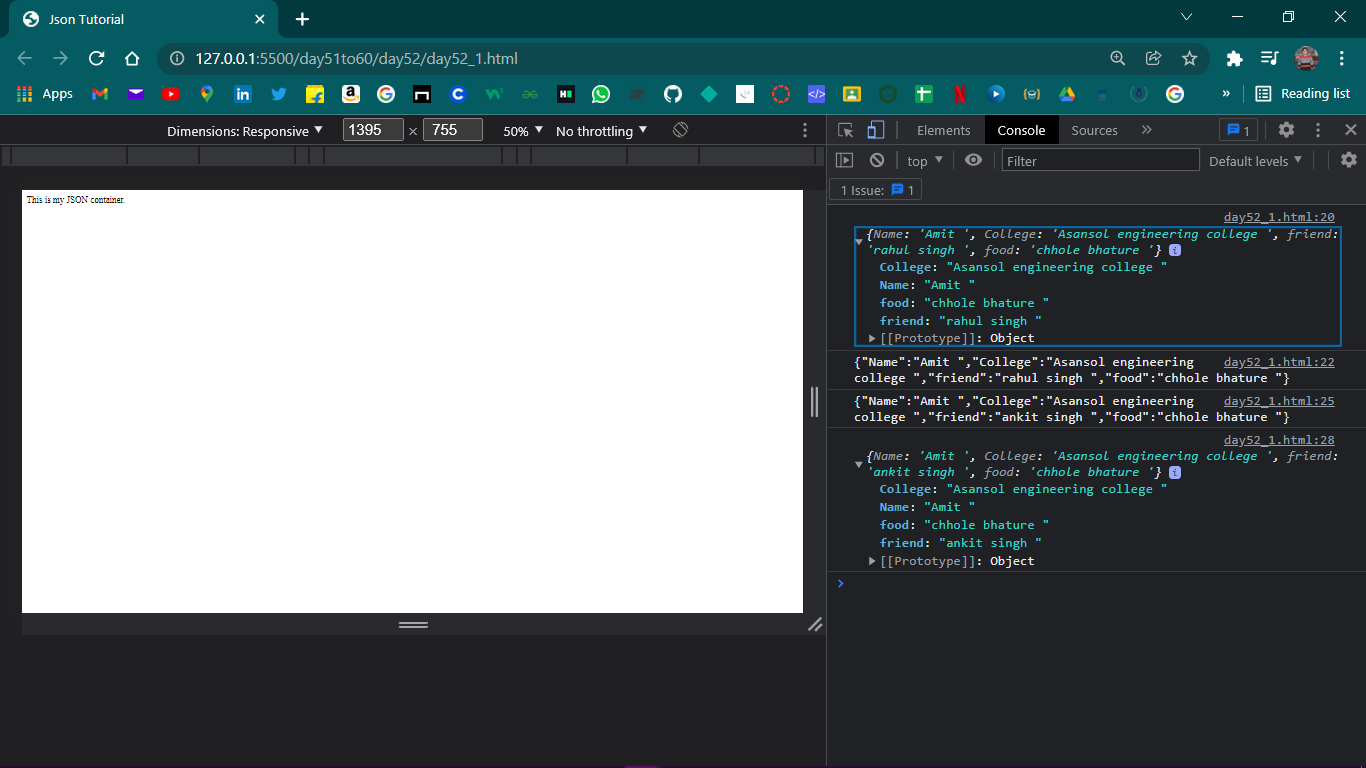 Json Tutorial
127.0.0.1:5500/day51to60/day52/day52_1.html
Apps
» Reading list
Dimensions: Responsive ▼ 1395 × 755 50% ▼ No throttling ▼
Elements Console Sources » 1
top ▼ Filter Default levels ▼
1 Issue: 1
This is my JSON container.
day52_1.html:20
{Name: 'Amit ', College: 'Asansol engineering college ', friend:
'rahul singh ', food: 'chhole bhature '} i
College: "Asansol engineering college "
Name: "Amit "
food: "chhole bhature "
friend: "rahul singh "
[[Prototype]]: Object
{"Name":"Amit ","College":"Asansol engineering day52_1.html:22
college ","friend":"rahul singh ","food":"chhole bhature "}
{"Name":"Amit ","College":"Asansol engineering day52_1.html:25
college ","friend":"ankit singh ","food":"chhole bhature "}
day52_1.html:28
{Name: 'Amit ', College: 'Asansol engineering college ', friend:
'ankit singh ', food: 'chhole bhature '} i
College: "Asansol engineering college "
Name: "Amit "
food: "chhole bhature "
friend: "ankit singh "
[[Prototype]]: Object